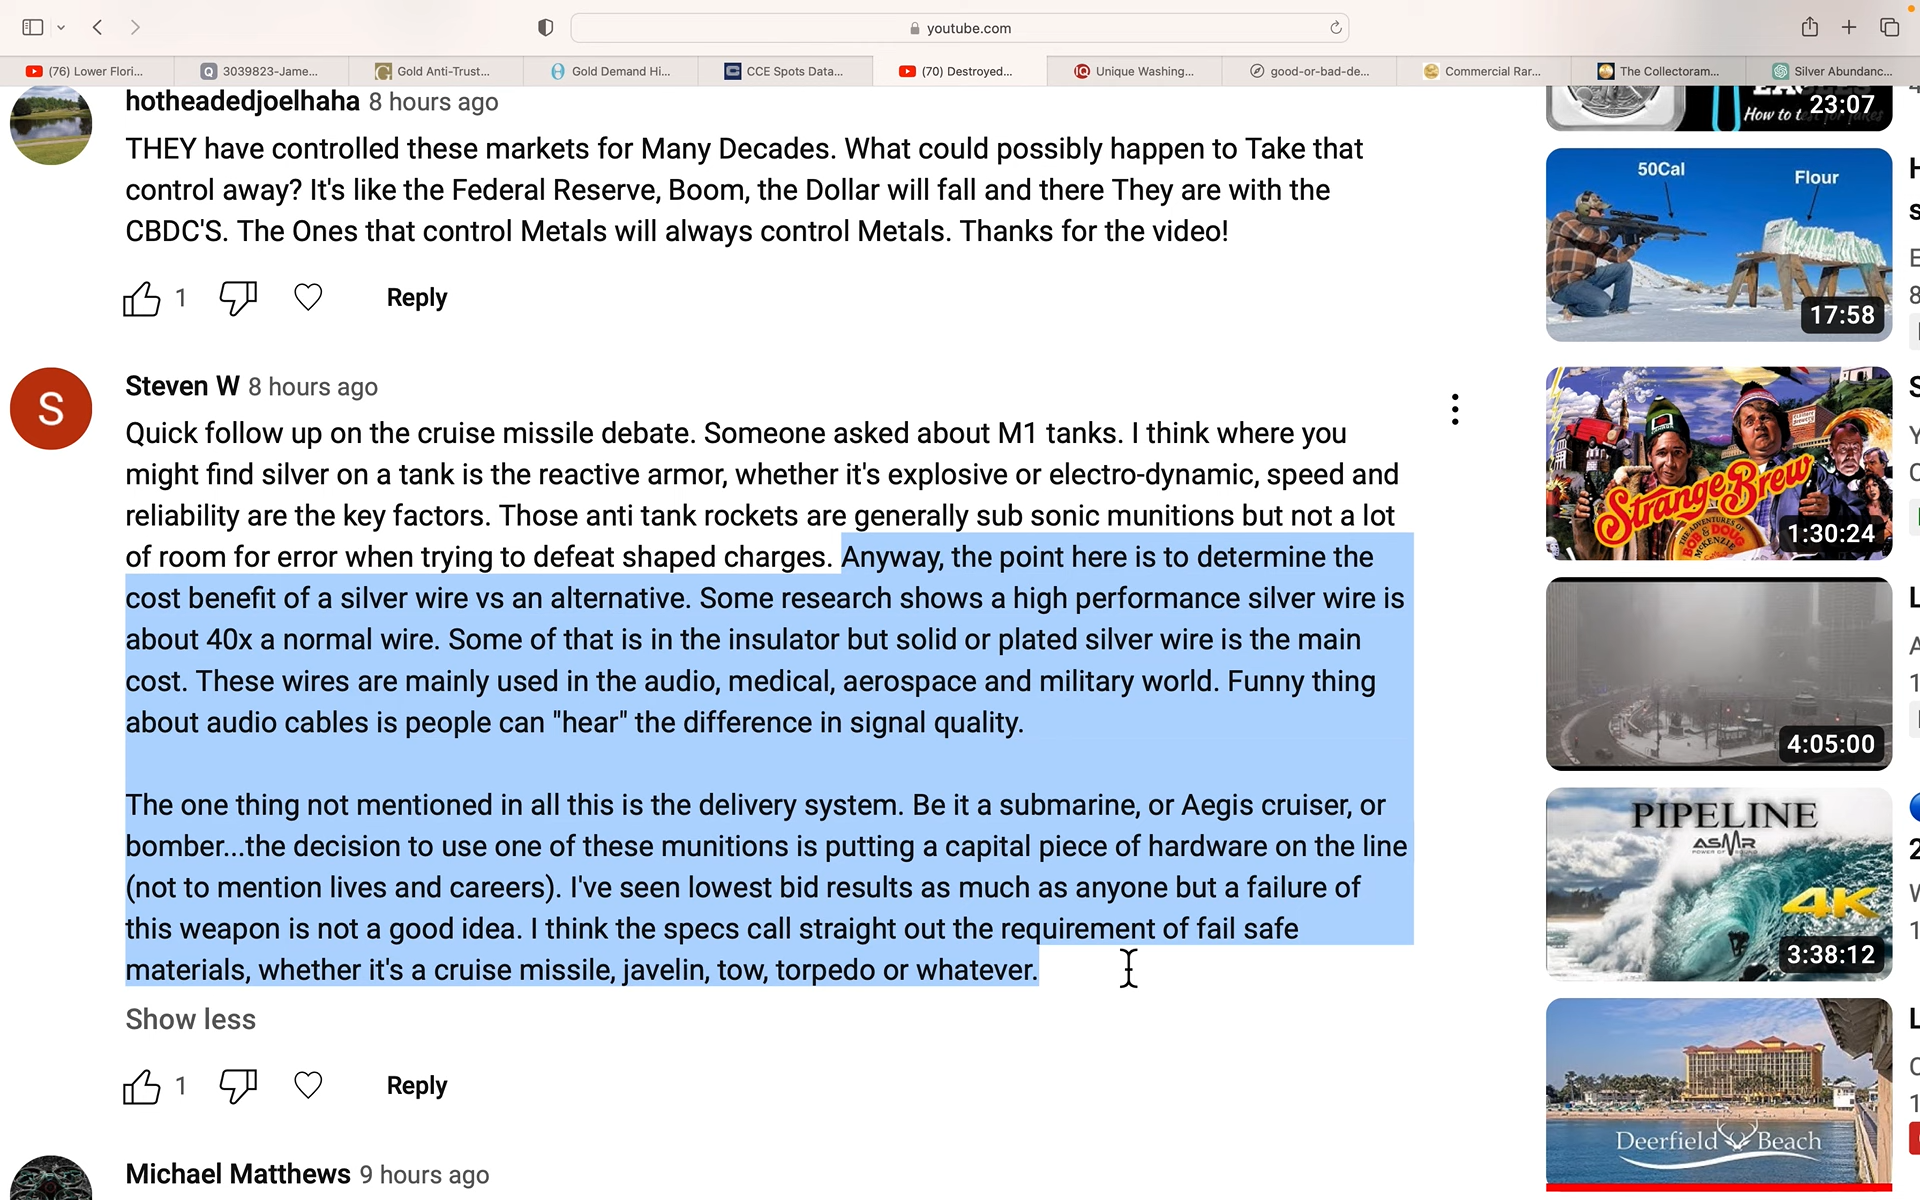 youtube.com
(76) Lower Flori...
3039823-Jame...
Gold Anti-Trust...
Gold Demand Hi...
CCE Spots Data...
(70) Destroyed...
Unique Washing...
good-or-bad-de...
Commercial Rar...
The Collectoram...
Silver Abundanc...
hotheadedjoelhaha 8 hours ago
THEY have controlled these markets for Many Decades. What could possibly happen to Take that
control away? It's like the Federal Reserve, Boom, the Dollar will fall and there They are with the
CBDC'S. The Ones that control Metals will always control Metals. Thanks for the video!
1 Reply
S
Steven W 8 hours ago
Quick follow up on the cruise missile debate. Someone asked about M1 tanks. I think where you
might find silver on a tank is the reactive armor, whether it's explosive or electro-dynamic, speed and
reliability are the key factors. Those anti tank rockets are generally sub sonic munitions but not a lot
of room for error when trying to defeat shaped charges. Anyway, the point here is to determine the
cost benefit of a silver wire vs an alternative. Some research shows a high performance silver wire is
about 40x a normal wire. Some of that is in the insulator but solid or plated silver wire is the main
cost. These wires are mainly used in the audio, medical, aerospace and military world. Funny thing
about audio cables is people can "hear" the difference in signal quality.
The one thing not mentioned in all this is the delivery system. Be it a submarine, or Aegis cruiser, or
bomber...the decision to use one of these munitions is putting a capital piece of hardware on the line
(not to mention lives and careers). I've seen lowest bid results as much as anyone but a failure of
this weapon is not a good idea. I think the specs call straight out the requirement of fail safe
materials, whether it's a cruise missile, javelin, tow, torpedo or whatever.
Show less
1 Reply
Michael Matthews 9 hours ago
How to t
23:07
50Cal
Flour
17:58
Strange Brew
THE ADVENTURES OF
BOB & DOUG
McKENZIE
1:30:24
4:05:00
PIPELINE
ASMR
4K
3:38:12
Deerfield Beach